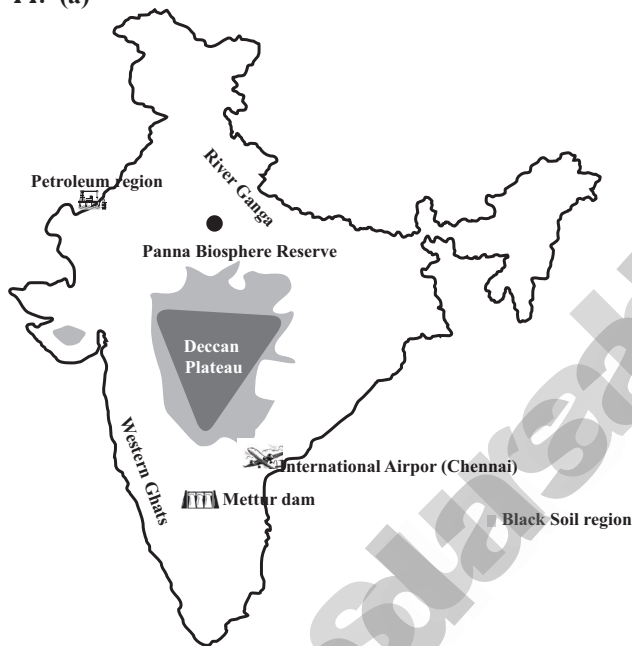 (a)
River Ganga
Petroleum region
Panna Biosphere Reserve
Deccan
Plateau
Western Ghats
International Airpor (Chennai)
Mettur dam
Black Soil region